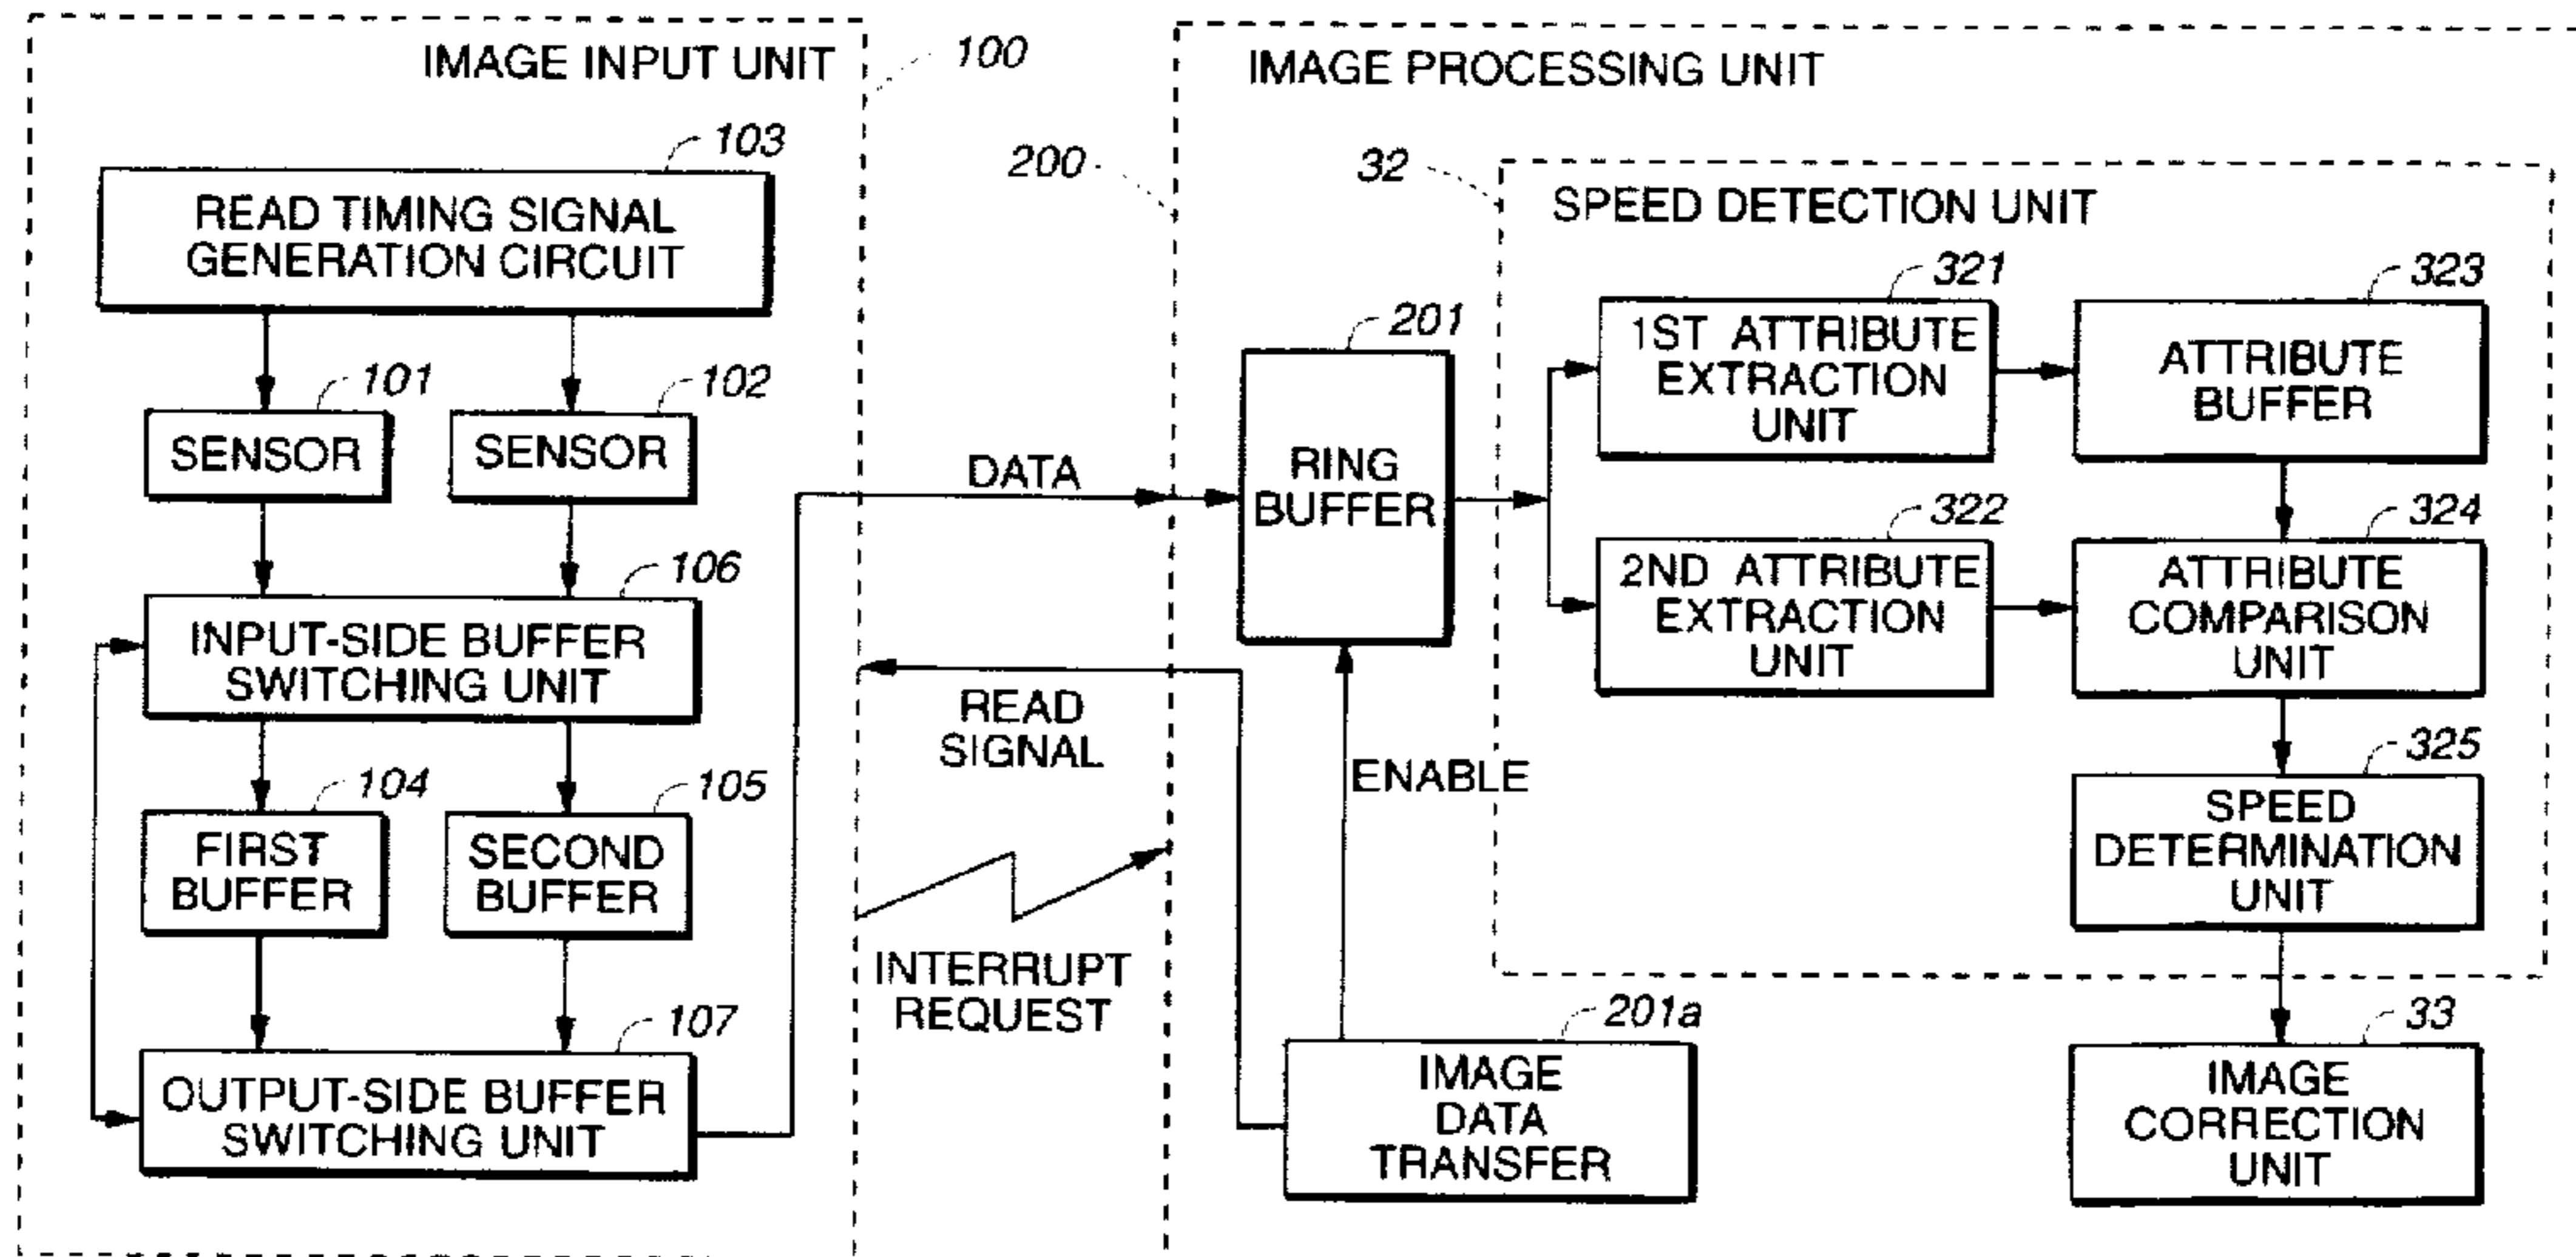 IMAGE INPUT UNIT
100
103
READ TIMING SIGNAL
GENERATION CIRCUIT
101
SENSOR
102
SENSOR
106
INPUT-SIDE BUFFER
SWITCHING UNIT
104
FIRST
BUFFER
105
SECOND
BUFFER
107
OUTPUT-SIDE BUFFER
SWITCHING UNIT
DATA
READ
SIGNAL
INTERRUPT
REQUEST
IMAGE PROCESSING UNIT
200
201
RING
BUFFER
ENABLE
201a
IMAGE
DATA
TRANSFER
32
SPEED DETECTION UNIT
321
1ST ATTRIBUTE
EXTRACTION
UNIT
323
ATTRIBUTE
BUFFER
322
2ND ATTRIBUTE
EXTRACTION
UNIT
324
ATTRIBUTE
COMPARISON
UNIT
325
SPEED
DETERMINATION
UNIT
33
IMAGE
CORRECTION
UNIT